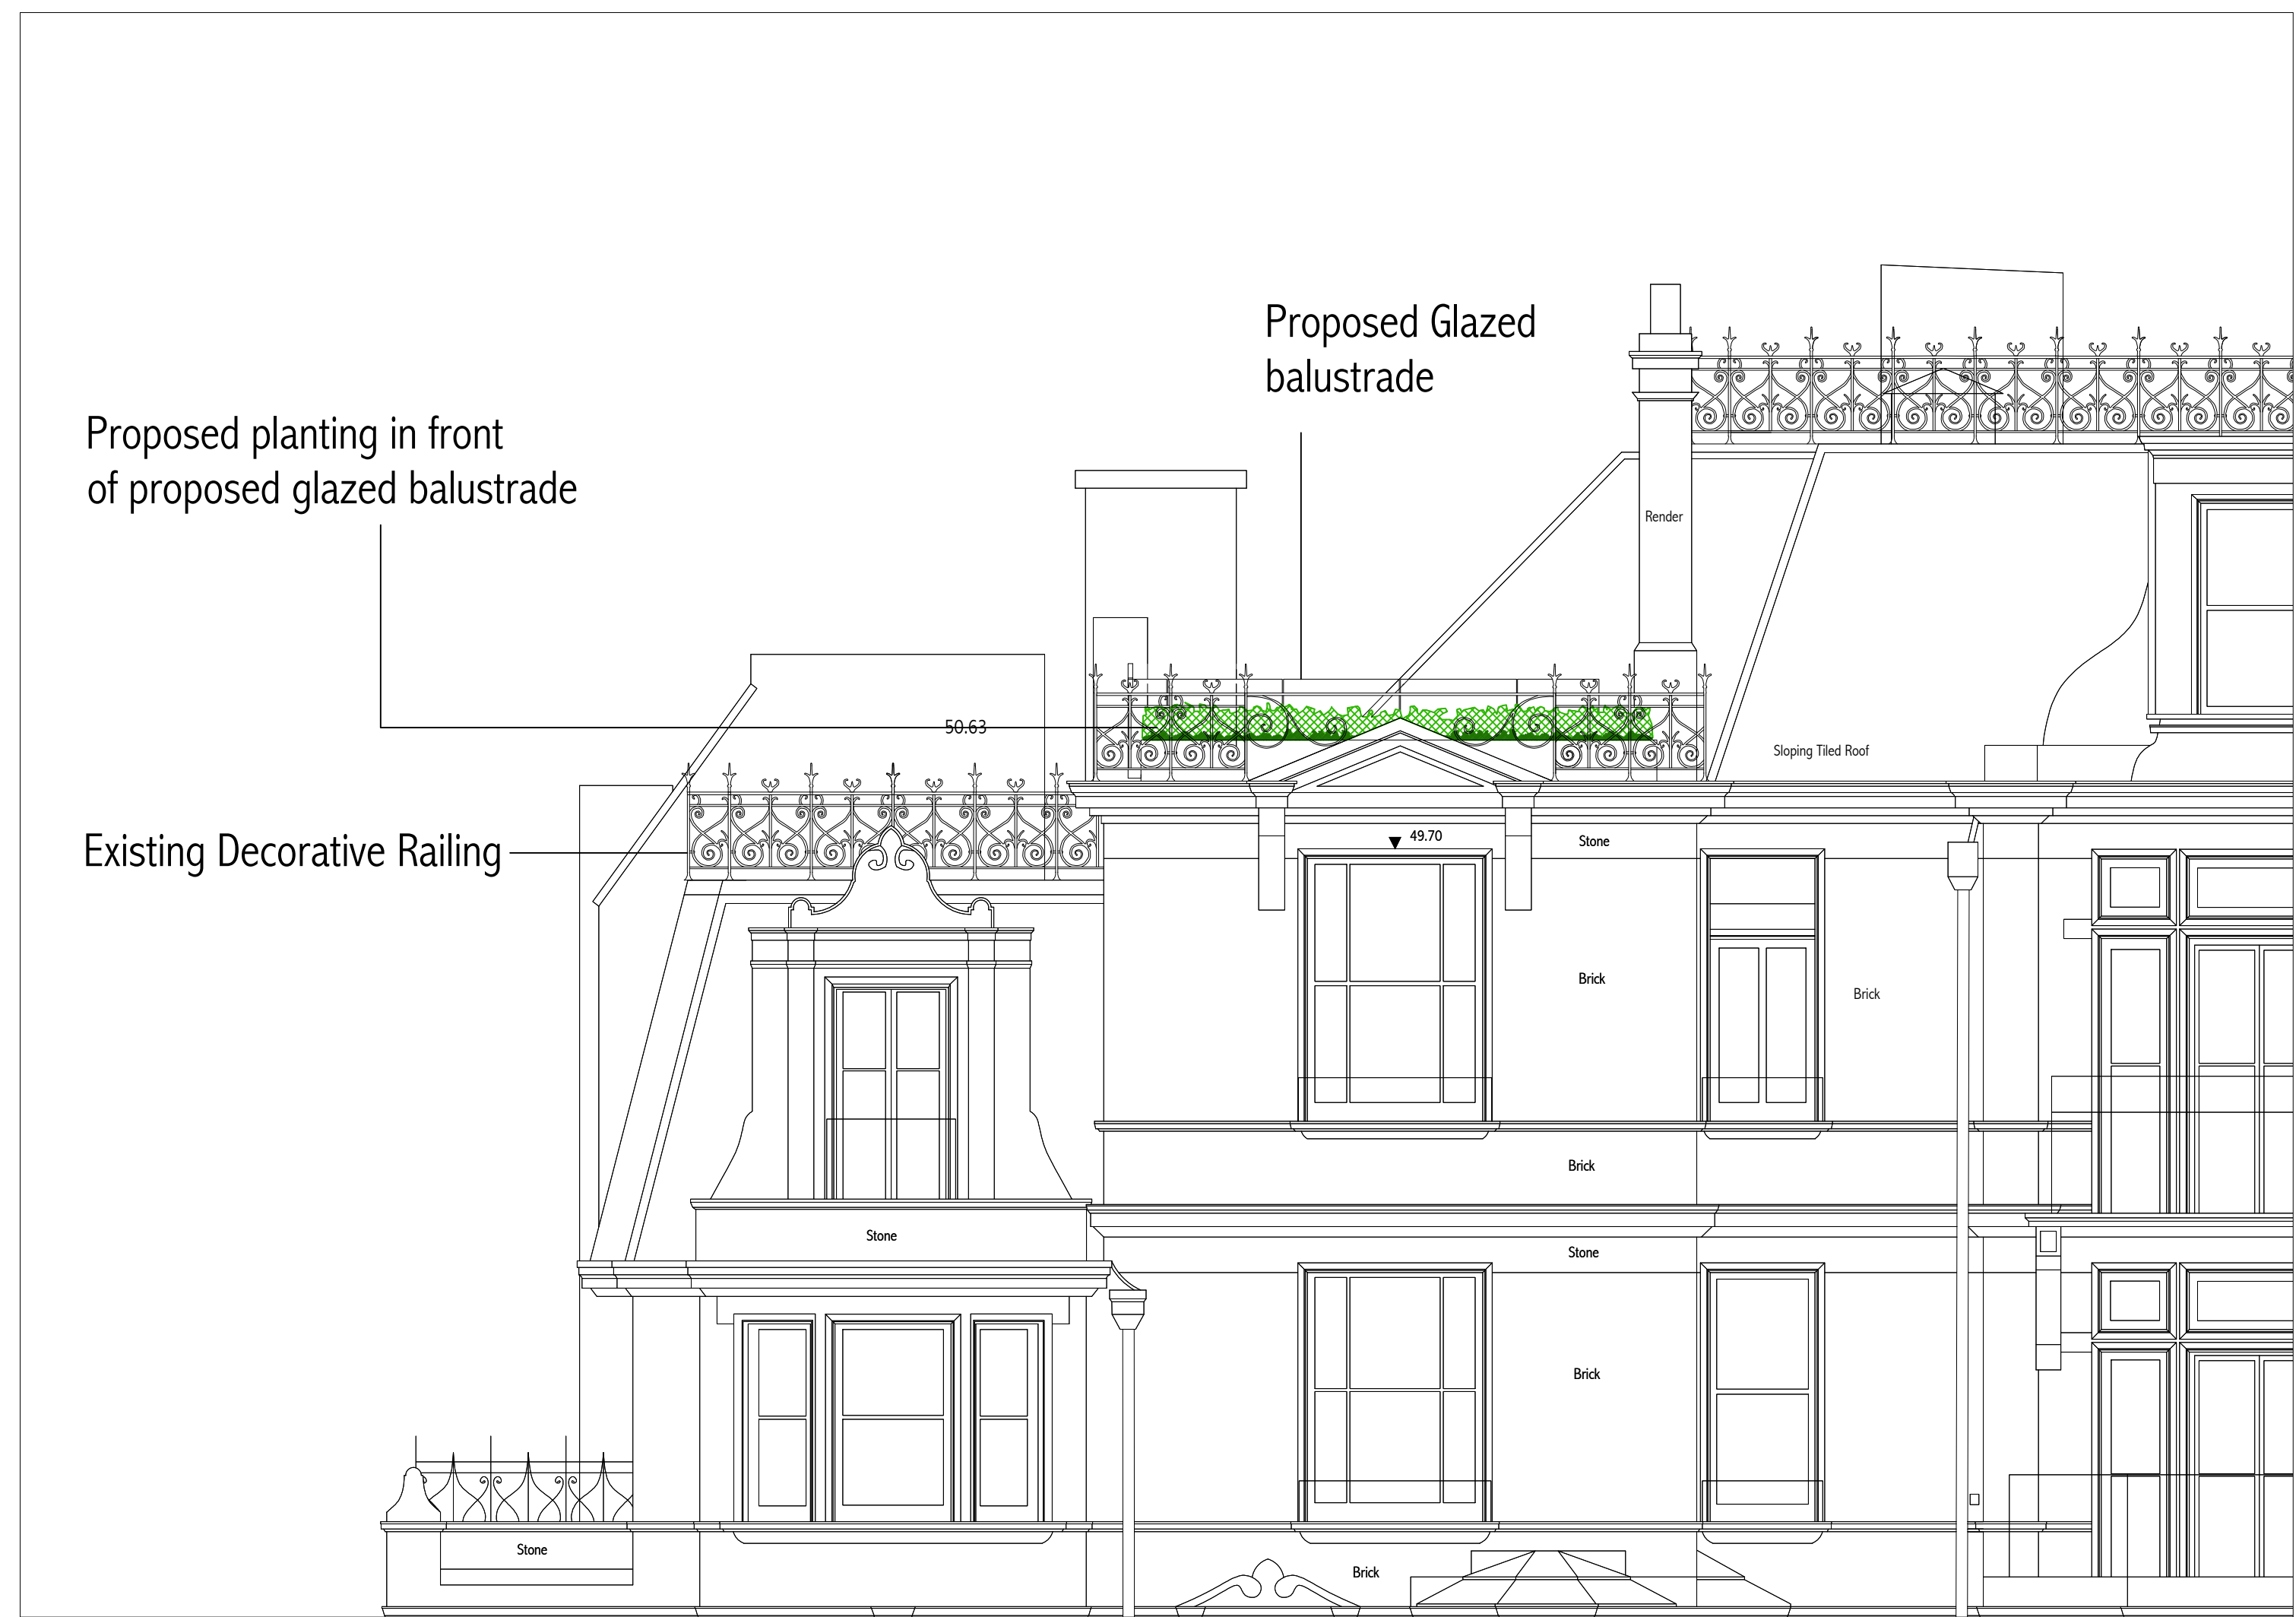 Proposed Glazed
balustrade
Proposed planting in front
of proposed glazed balustrade
Render
50.63
Sloping Tiled Roof
Existing Decorative Railing
49.70
Stone
Brick
Brick
Brick
Stone
Stone
Brick
Stone
Brick